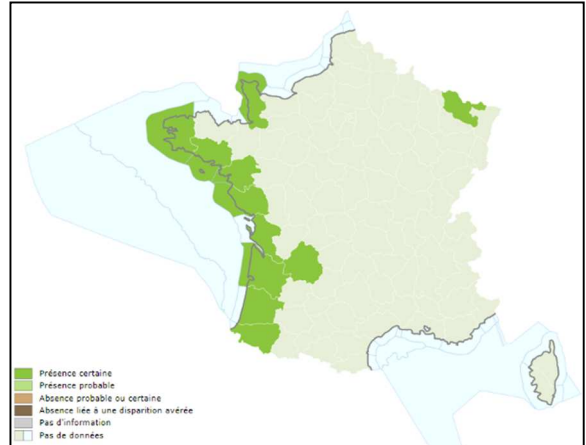 Présence certaine
Présence probable
Absence probable ou certaine
Absence liée à une disparition avérée
Pas d'information
Pas de données